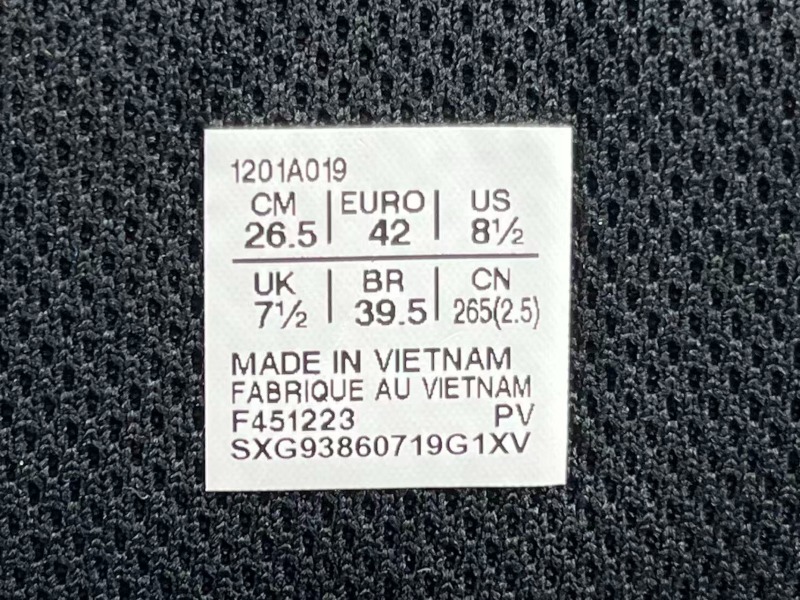 1201A019
CM EURO US
26.5 42 8½
UK BR CN
7½ 39.5 265(2.5)
MADE IN VIETNAM
FABRIQUE AU VIETNAM
F451223 PV
SXG93860719G1XV